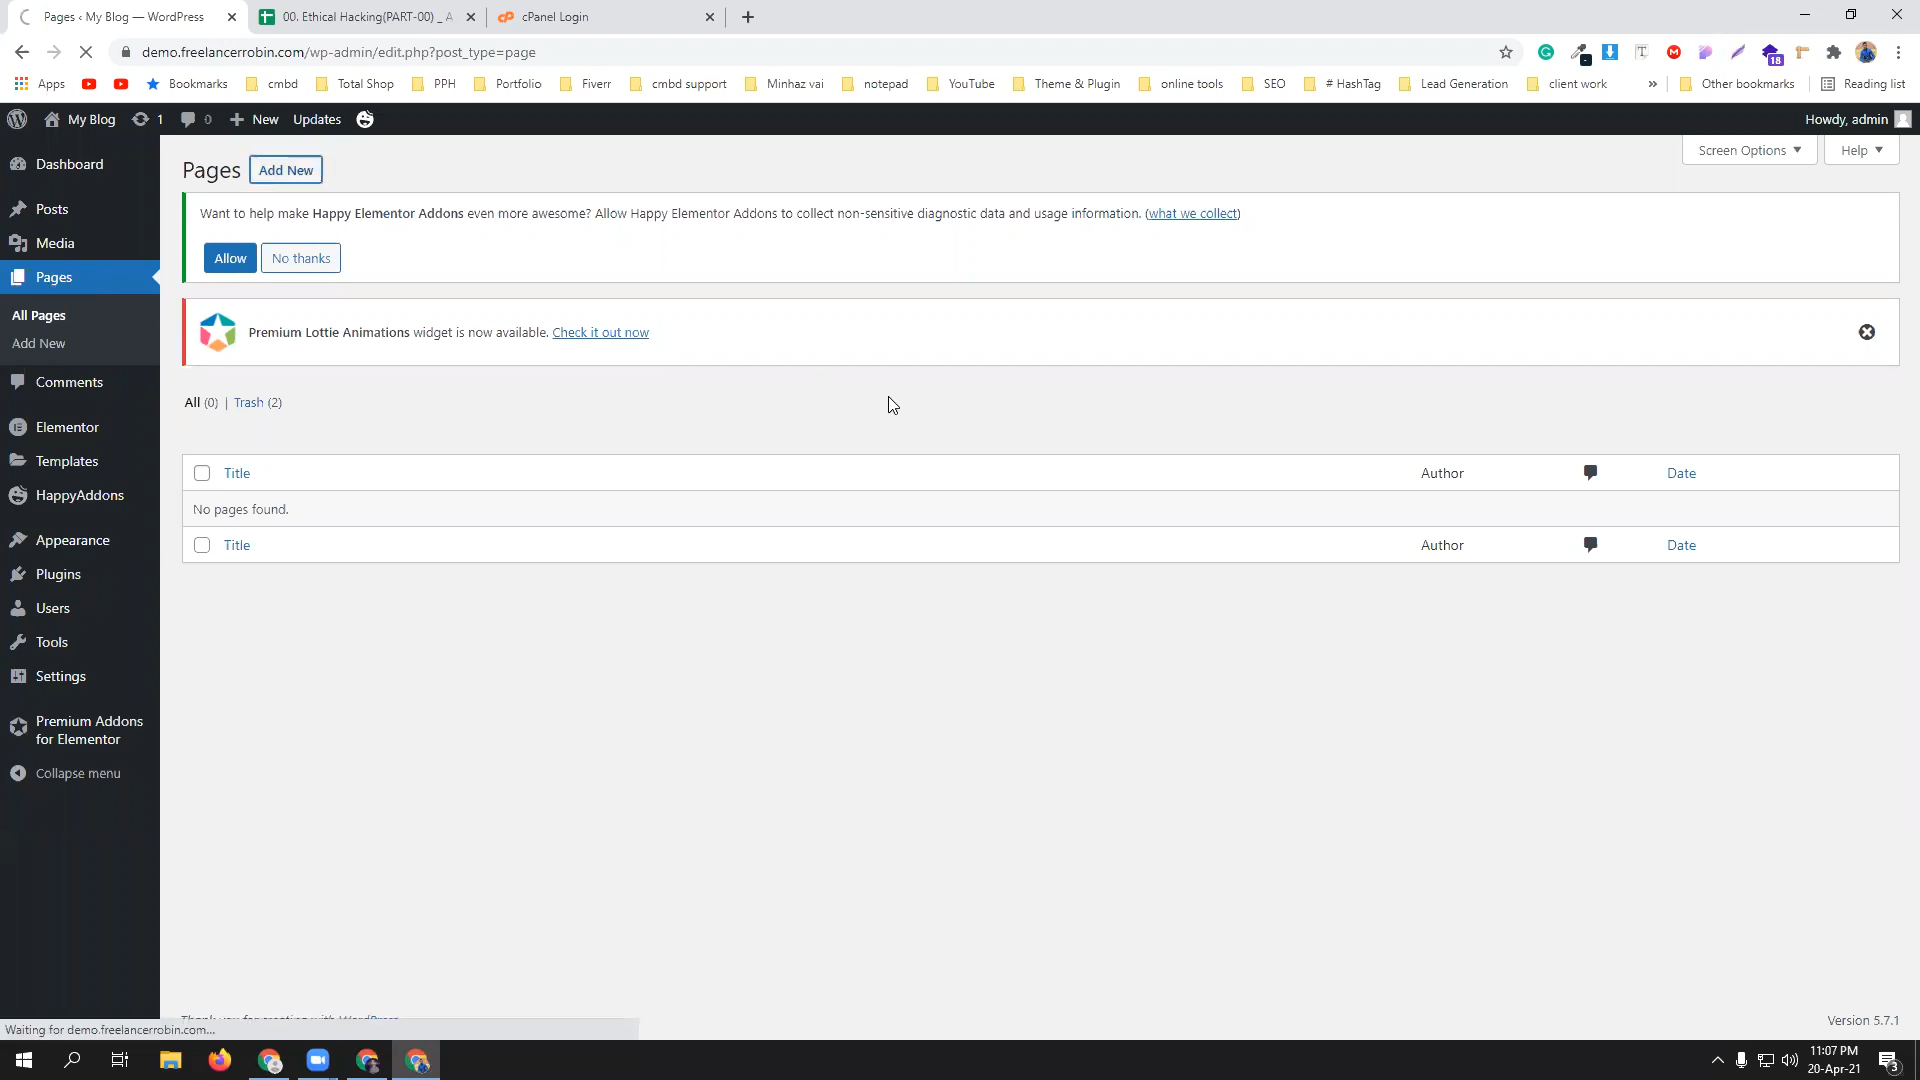 Pages ‹ My Blog — WordPress
00. Ethical Hacking(PART-00) _ A
cPanel Login
demo.freelancerrobin.com/wp-admin/edit.php?post_type=page
18
Apps
Bookmarks
cmbd
Total Shop
PPH
Portfolio
Fiverr
cmbd support
Minhaz vai
notepad
YouTube
Theme & Plugin
online tools
SEO
# HashTag
Lead Generation
client work
»
Other bookmarks
Reading list
My Blog
1
0
New
Updates
Howdy, admin
Dashboard
Posts
Media
Pages
All Pages
Add New
Comments
Elementor
Templates
HappyAddons
Appearance
Plugins
Users
Tools
Settings
Premium Addons
for Elementor
Collapse menu
Screen Options
Help
Pages
Add New
Want to help make Happy Elementor Addons even more awesome? Allow Happy Elementor Addons to collect non-sensitive diagnostic data and usage information. (what we collect)
Allow
No thanks
Premium Lottie Animations widget is now available. Check it out now
All (0) | Trash (2)
Title
Author
Date
No pages found.
Title
Author
Date
Version 5.7.1
Waiting for demo.freelancerrobin.com...
11:07 PM
20-Apr-21
3